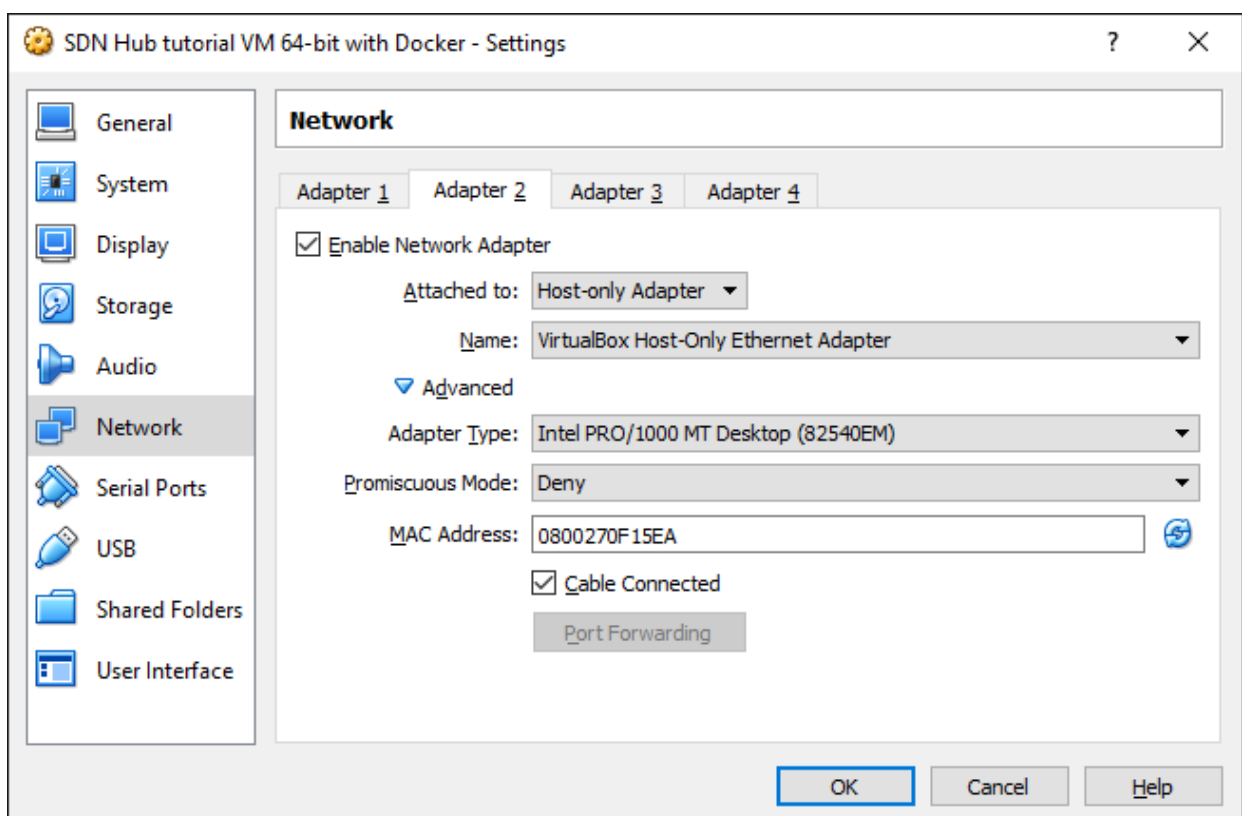 SDN Hub tutorial VM 64-bit with Docker - Settings ?
General
System
Display
Storage
Audio
Network
Serial Ports
USB
Shared Folders
User Interface
Network
Adapter 1 Adapter 2 Adapter 3 Adapter 4
Enable Network Adapter
Attached to: Host-only Adapter
Name: VirtualBox Host-Only Ethernet Adapter
Advanced
Adapter Type: Intel PRO/1000 MT Desktop (82540EM)
Promiscuous Mode: Deny
MAC Address: 0800270F15EA
Cable Connected
Port Forwarding
OK Cancel Help